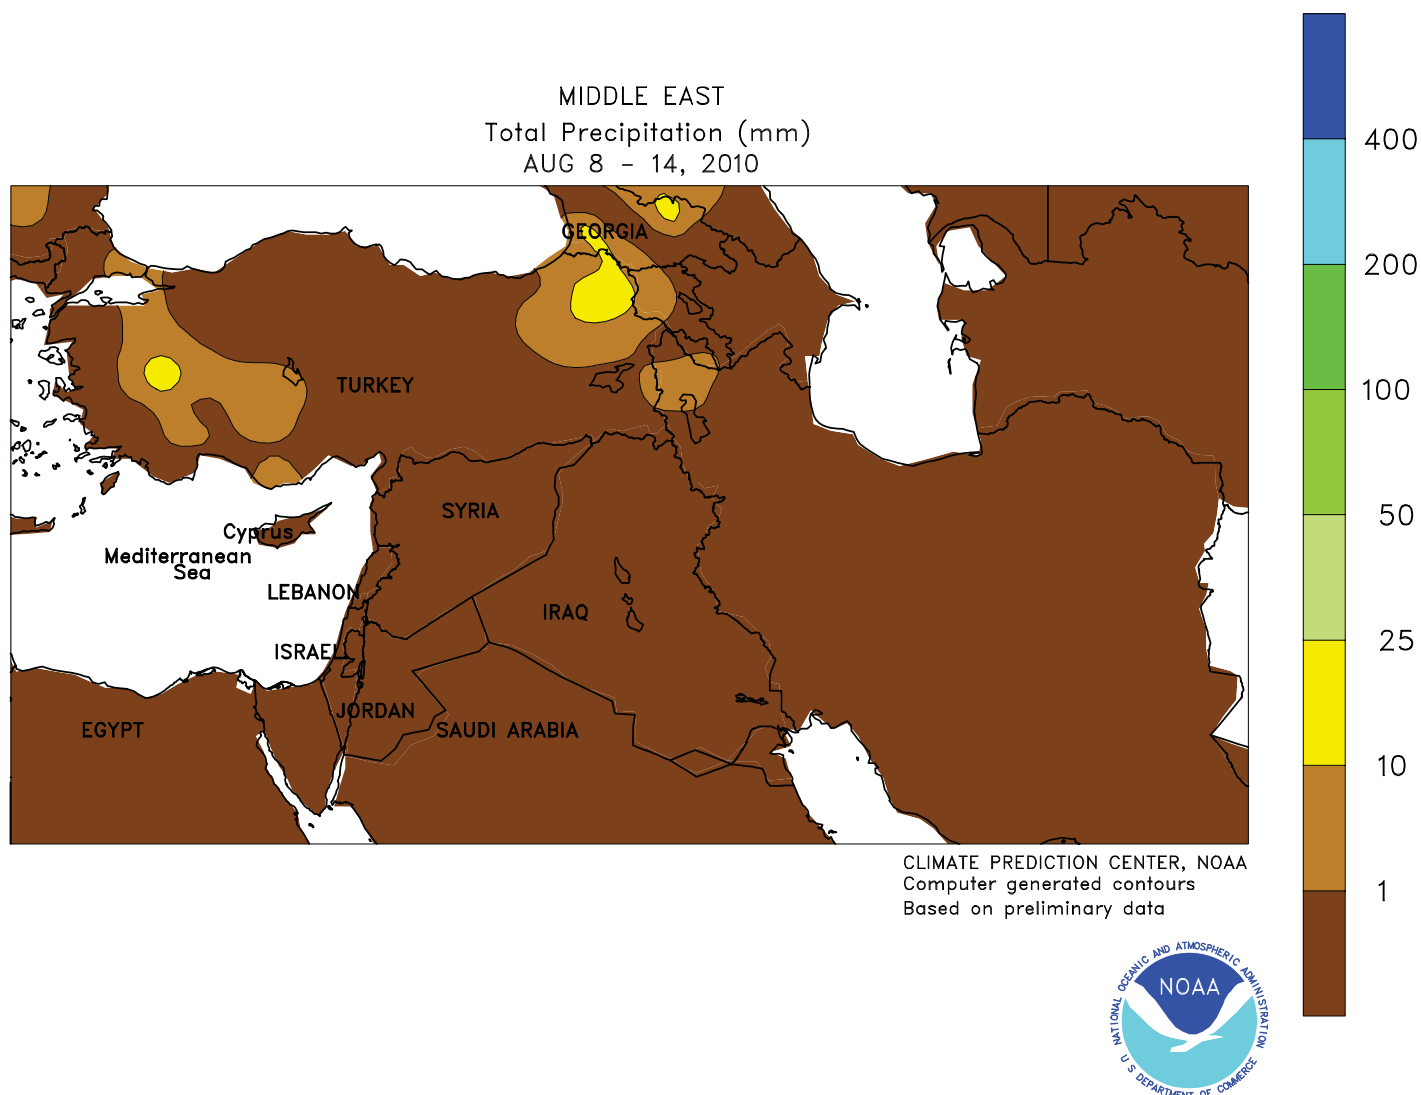 MIDDLE EAST
Total Precipitation (mm)
AUG 8 - 14, 2010
400
200
100
50
25
10
1
GEORGIA
TURKEY
SYRIA
Cyprus
Mediterranean
Sea
LEBANON
IRAQ
ISRAEL
JORDAN
EGYPT
SAUDI ARABIA
CLIMATE PREDICTION CENTER, NOAA
Computer generated contours
Based on preliminary data
NATIONAL OCEANIC AND ATMOSPHERIC ADMINISTRATION
NOAA
U S DEPARTMENT OF COMMERCE